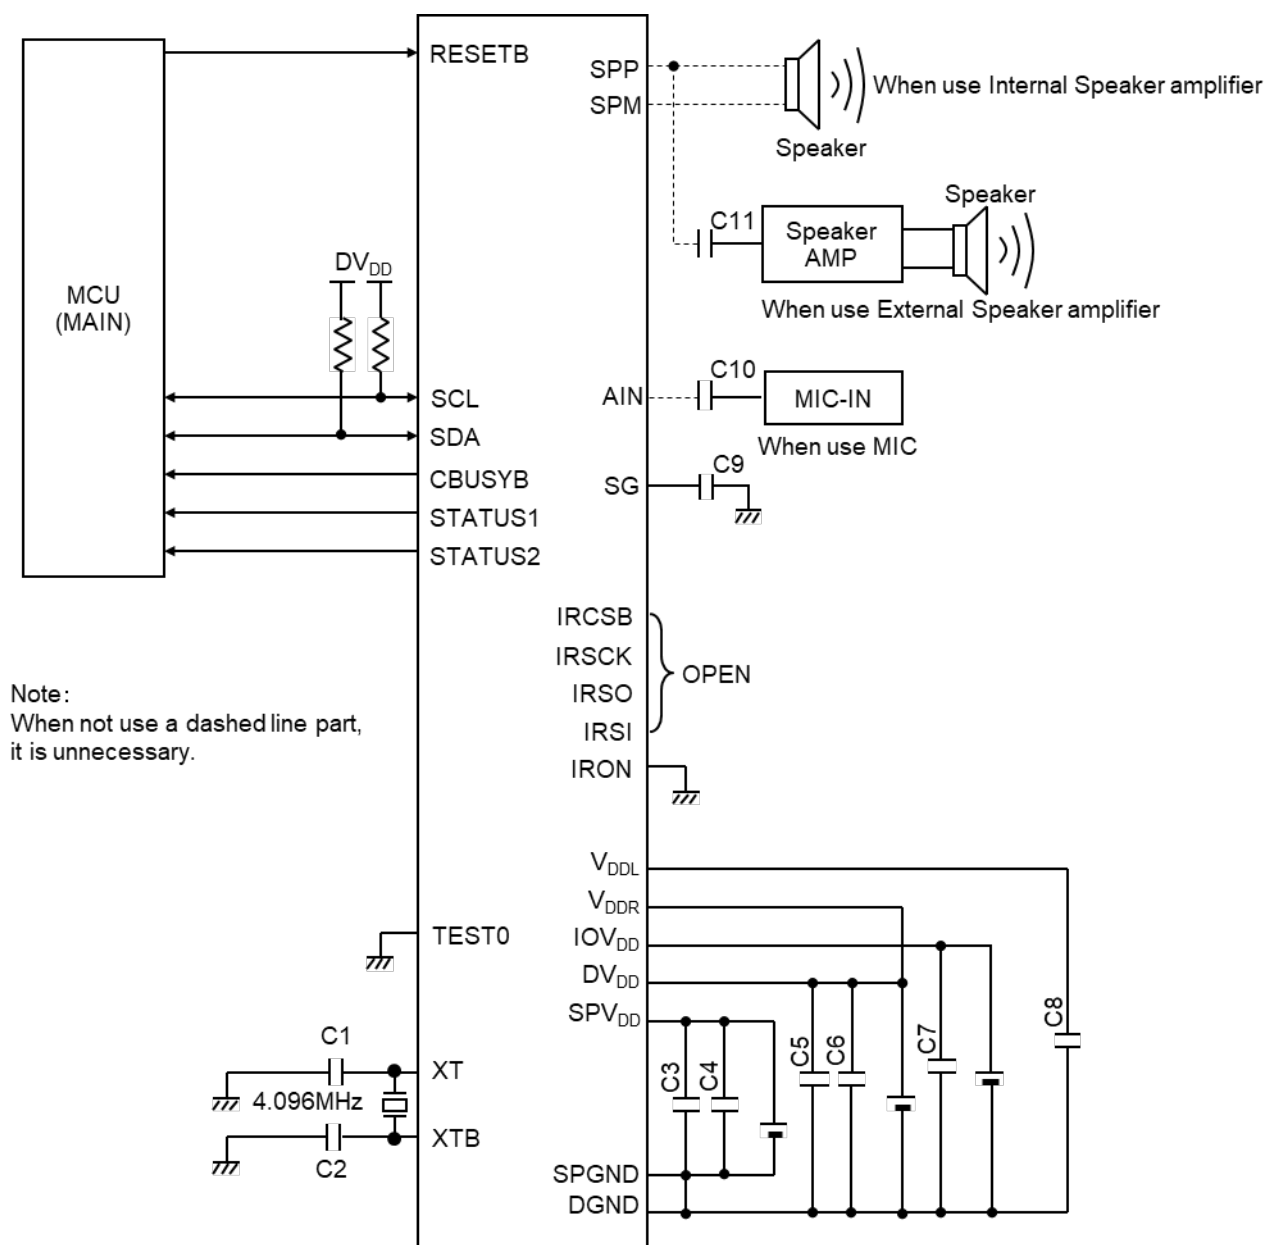 RESETB
SPP
SPM
When use Internal Speaker amplifier
Speaker
Speaker
C11
Speaker
AMP
When use External Speaker amplifier
DVDD
MCU
(MAIN)
SCL
SDA
CBUSYB
STATUS1
STATUS2
AIN
C10
MIC-IN
When use MIC
SG
C9
IRCSB
IRSCK
IRSO
IRSI
OPEN
IRON
Note:
When not use a dashed line part,
it is unnecessary.
VDDL
VDDR
IOVDD
DVDD
SPVDD
TEST0
C1
XT
4.096MHz
XTB
C2
C3
C4
C5
C6
C7
C8
SPGND
DGND